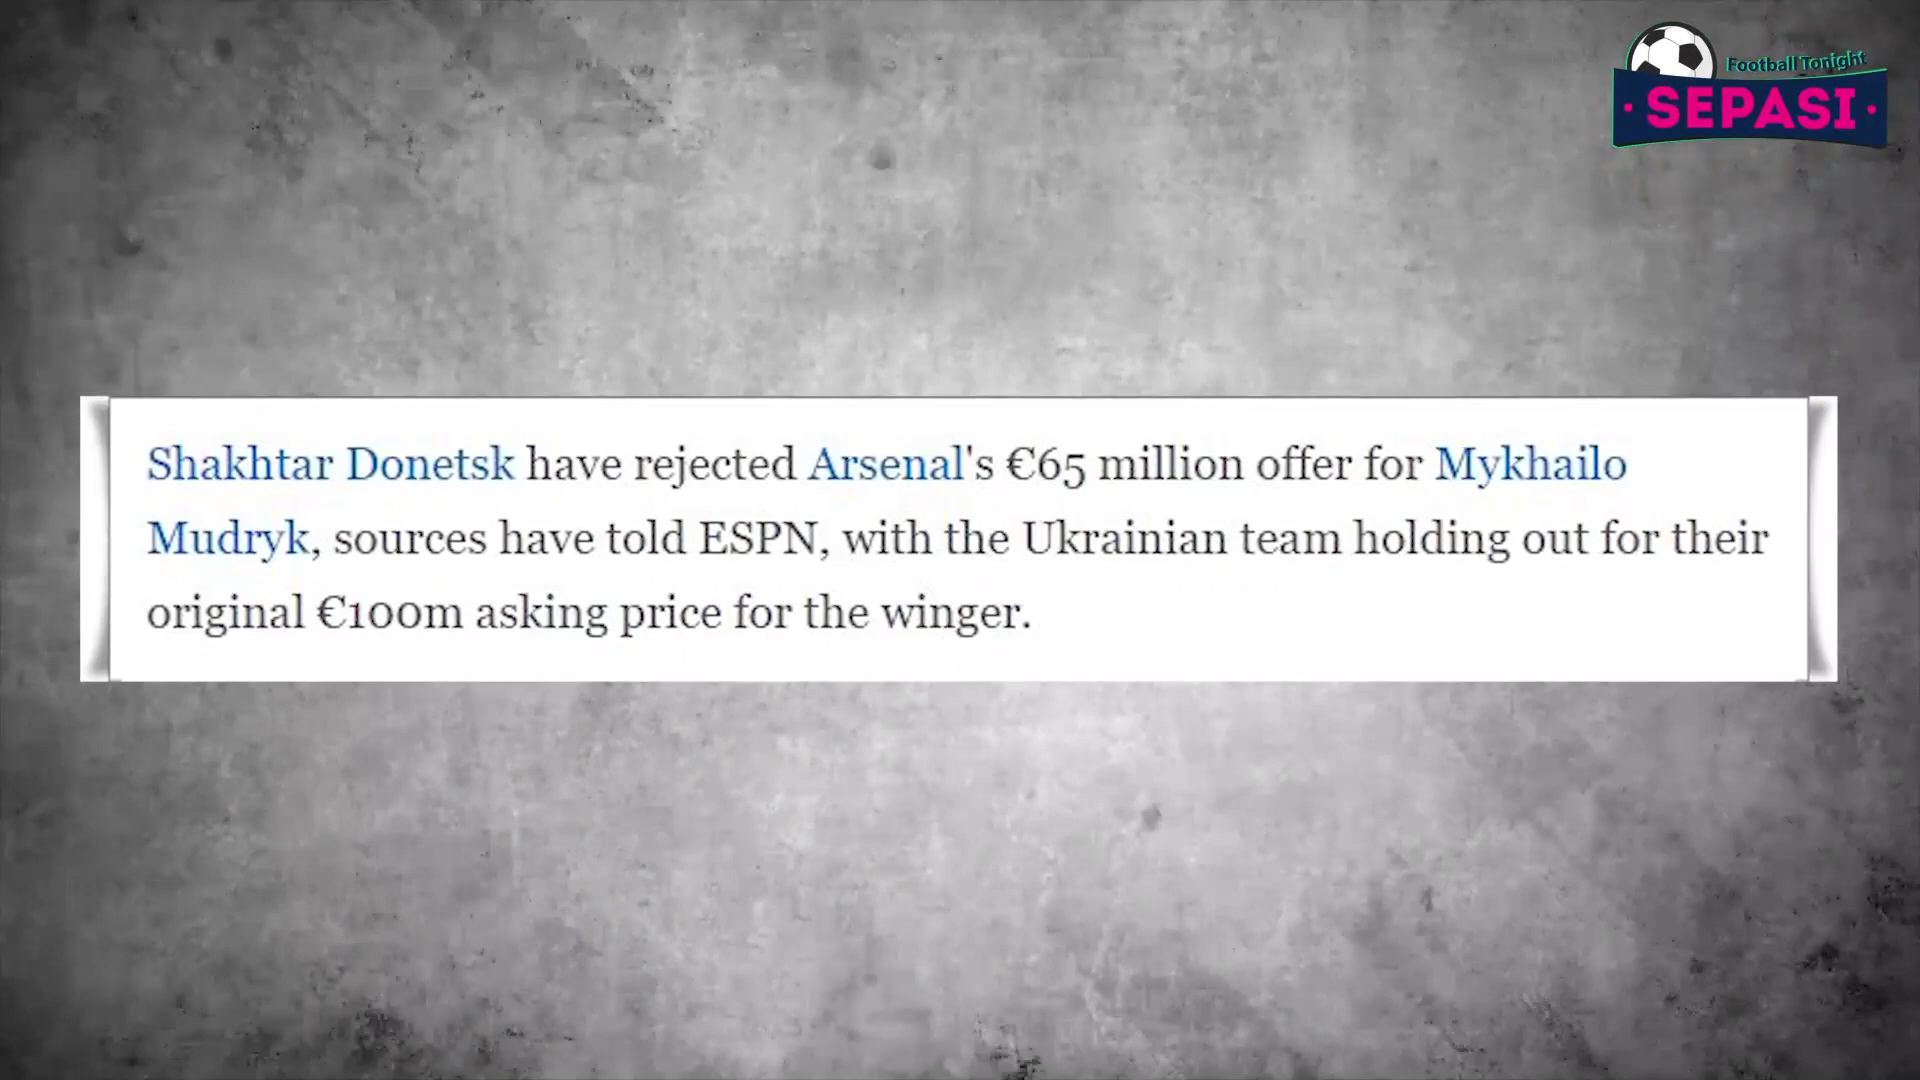 Football Tonight
SEPASI
Shakhtar Donetsk have rejected Arsenal's €65 million offer for Mykhailo
Mudryk, sources have told ESPN, with the Ukrainian team holding out for their
original €100m asking price for the winger.